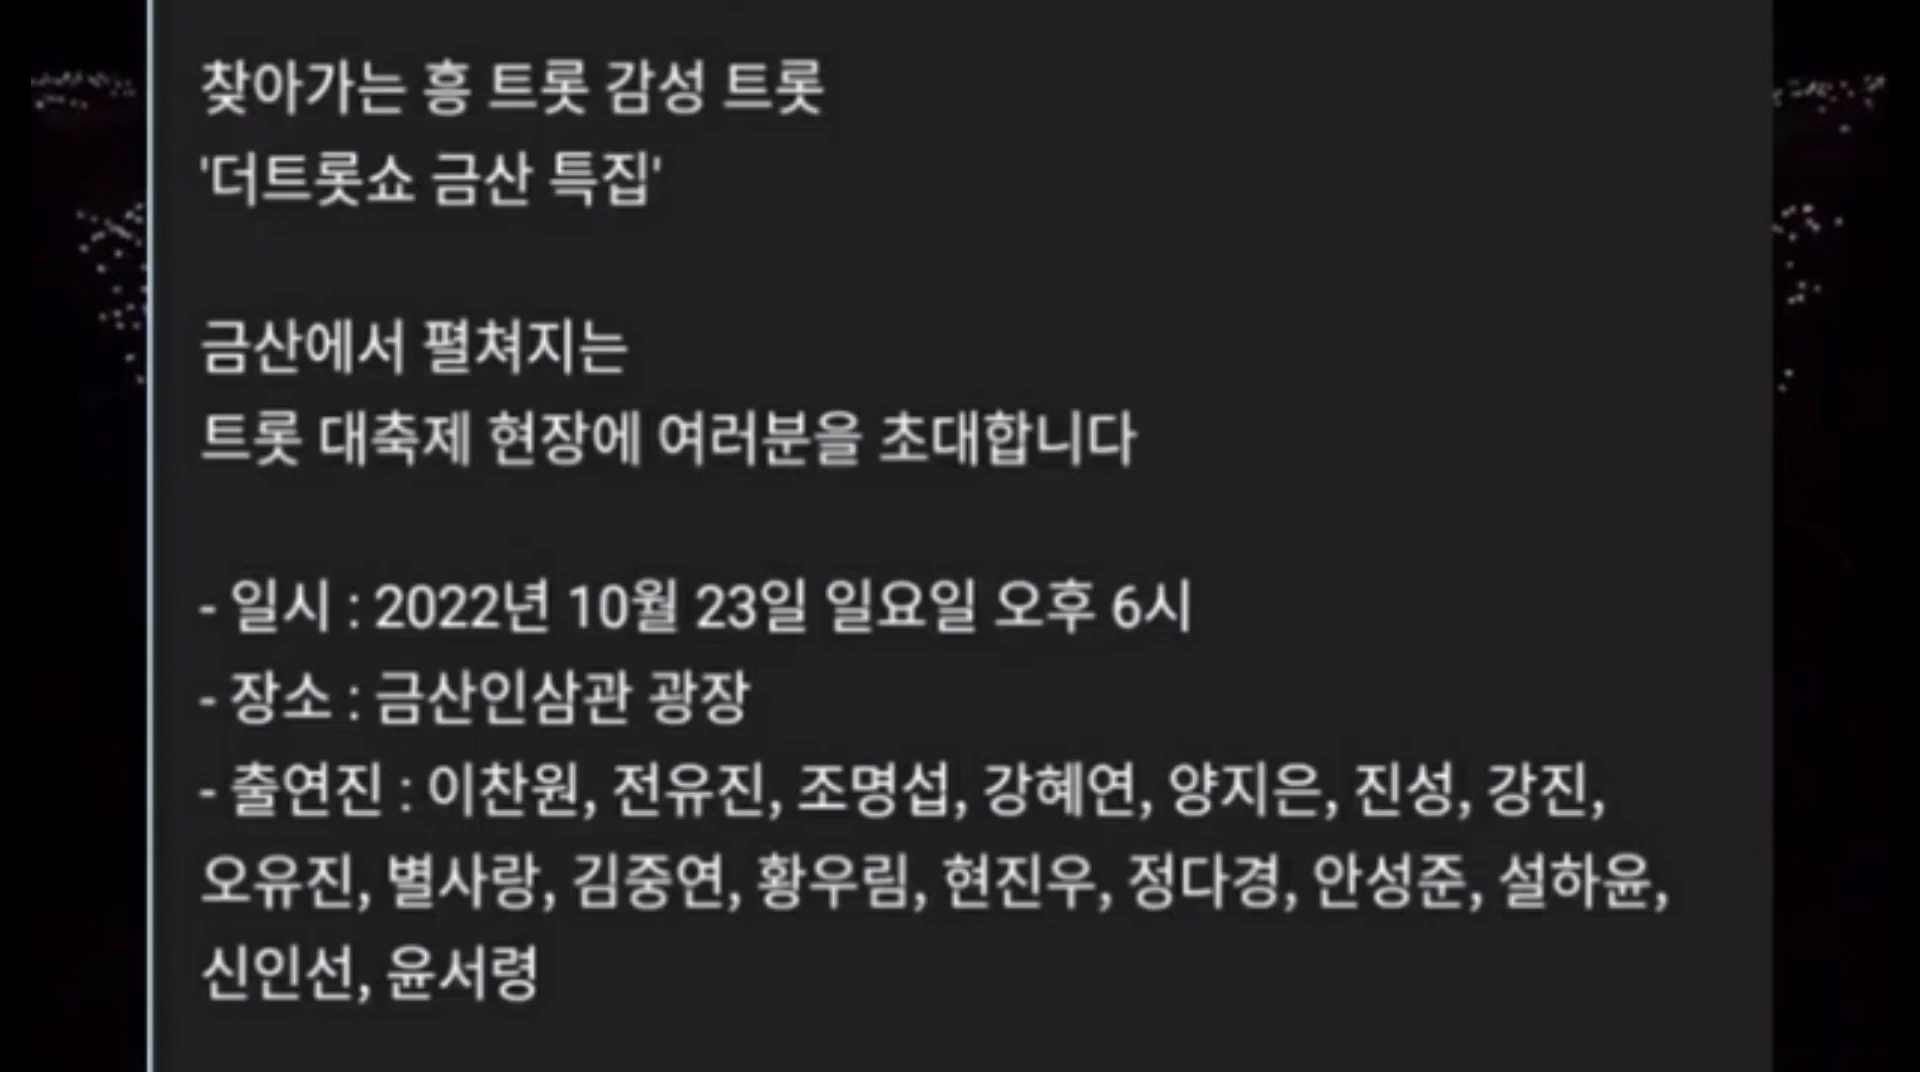 찾아가는 흥 트롯 감성 트롯
'더트롯쇼 금산 특집'
금산에서 펼쳐지는
트롯 대축제 현장에 여러분을 초대합니다
- 일시 : 2022년 10월 23일 일요일 오후 6시
- 장소 : 금산인삼관 광장
- 출연진 : 이찬원, 전유진, 조명섭, 강혜연, 양지은, 진성, 강진,
오유진, 별사랑, 김중연, 황우림, 현진우, 정다경, 안성준, 설하윤,
신인선, 윤서령